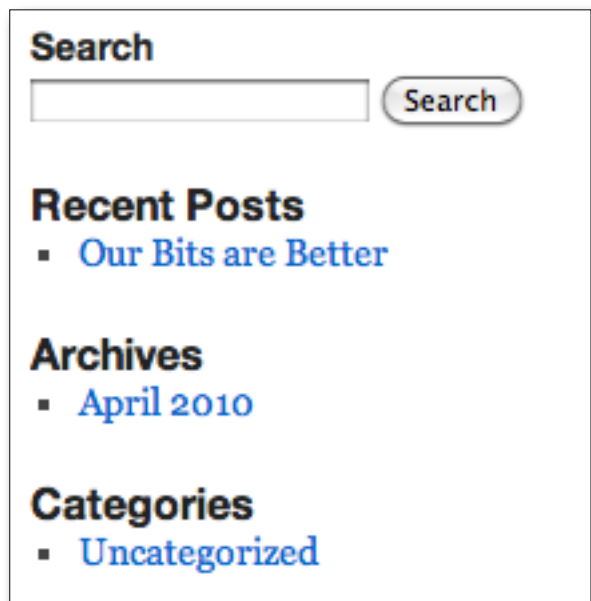 Search
Search
Recent Posts
Our Bits are Better
Archives
April 2010
Categories
Uncategorized